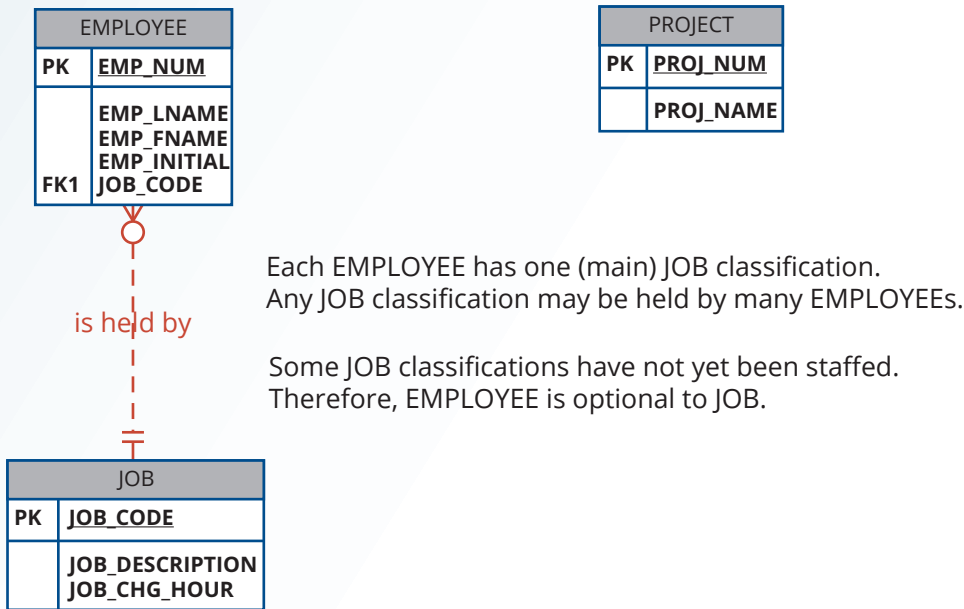 EMPLOYEE
PK EMP_NUM
EMP_LNAME
EMP_FNAME
EMP_INITIAL
FK1 JOB_CODE
PROJECT
PK PROJ_NUM
PROJ_NAME
Each EMPLOYEE has one (main) JOB classification.
Any JOB classification may be held by many EMPLOYEEs.
is held by
Some JOB classifications have not yet been staffed.
Therefore, EMPLOYEE is optional to JOB.
JOB
PK JOB_CODE
JOB_DESCRIPTION
JOB_CHG_HOUR